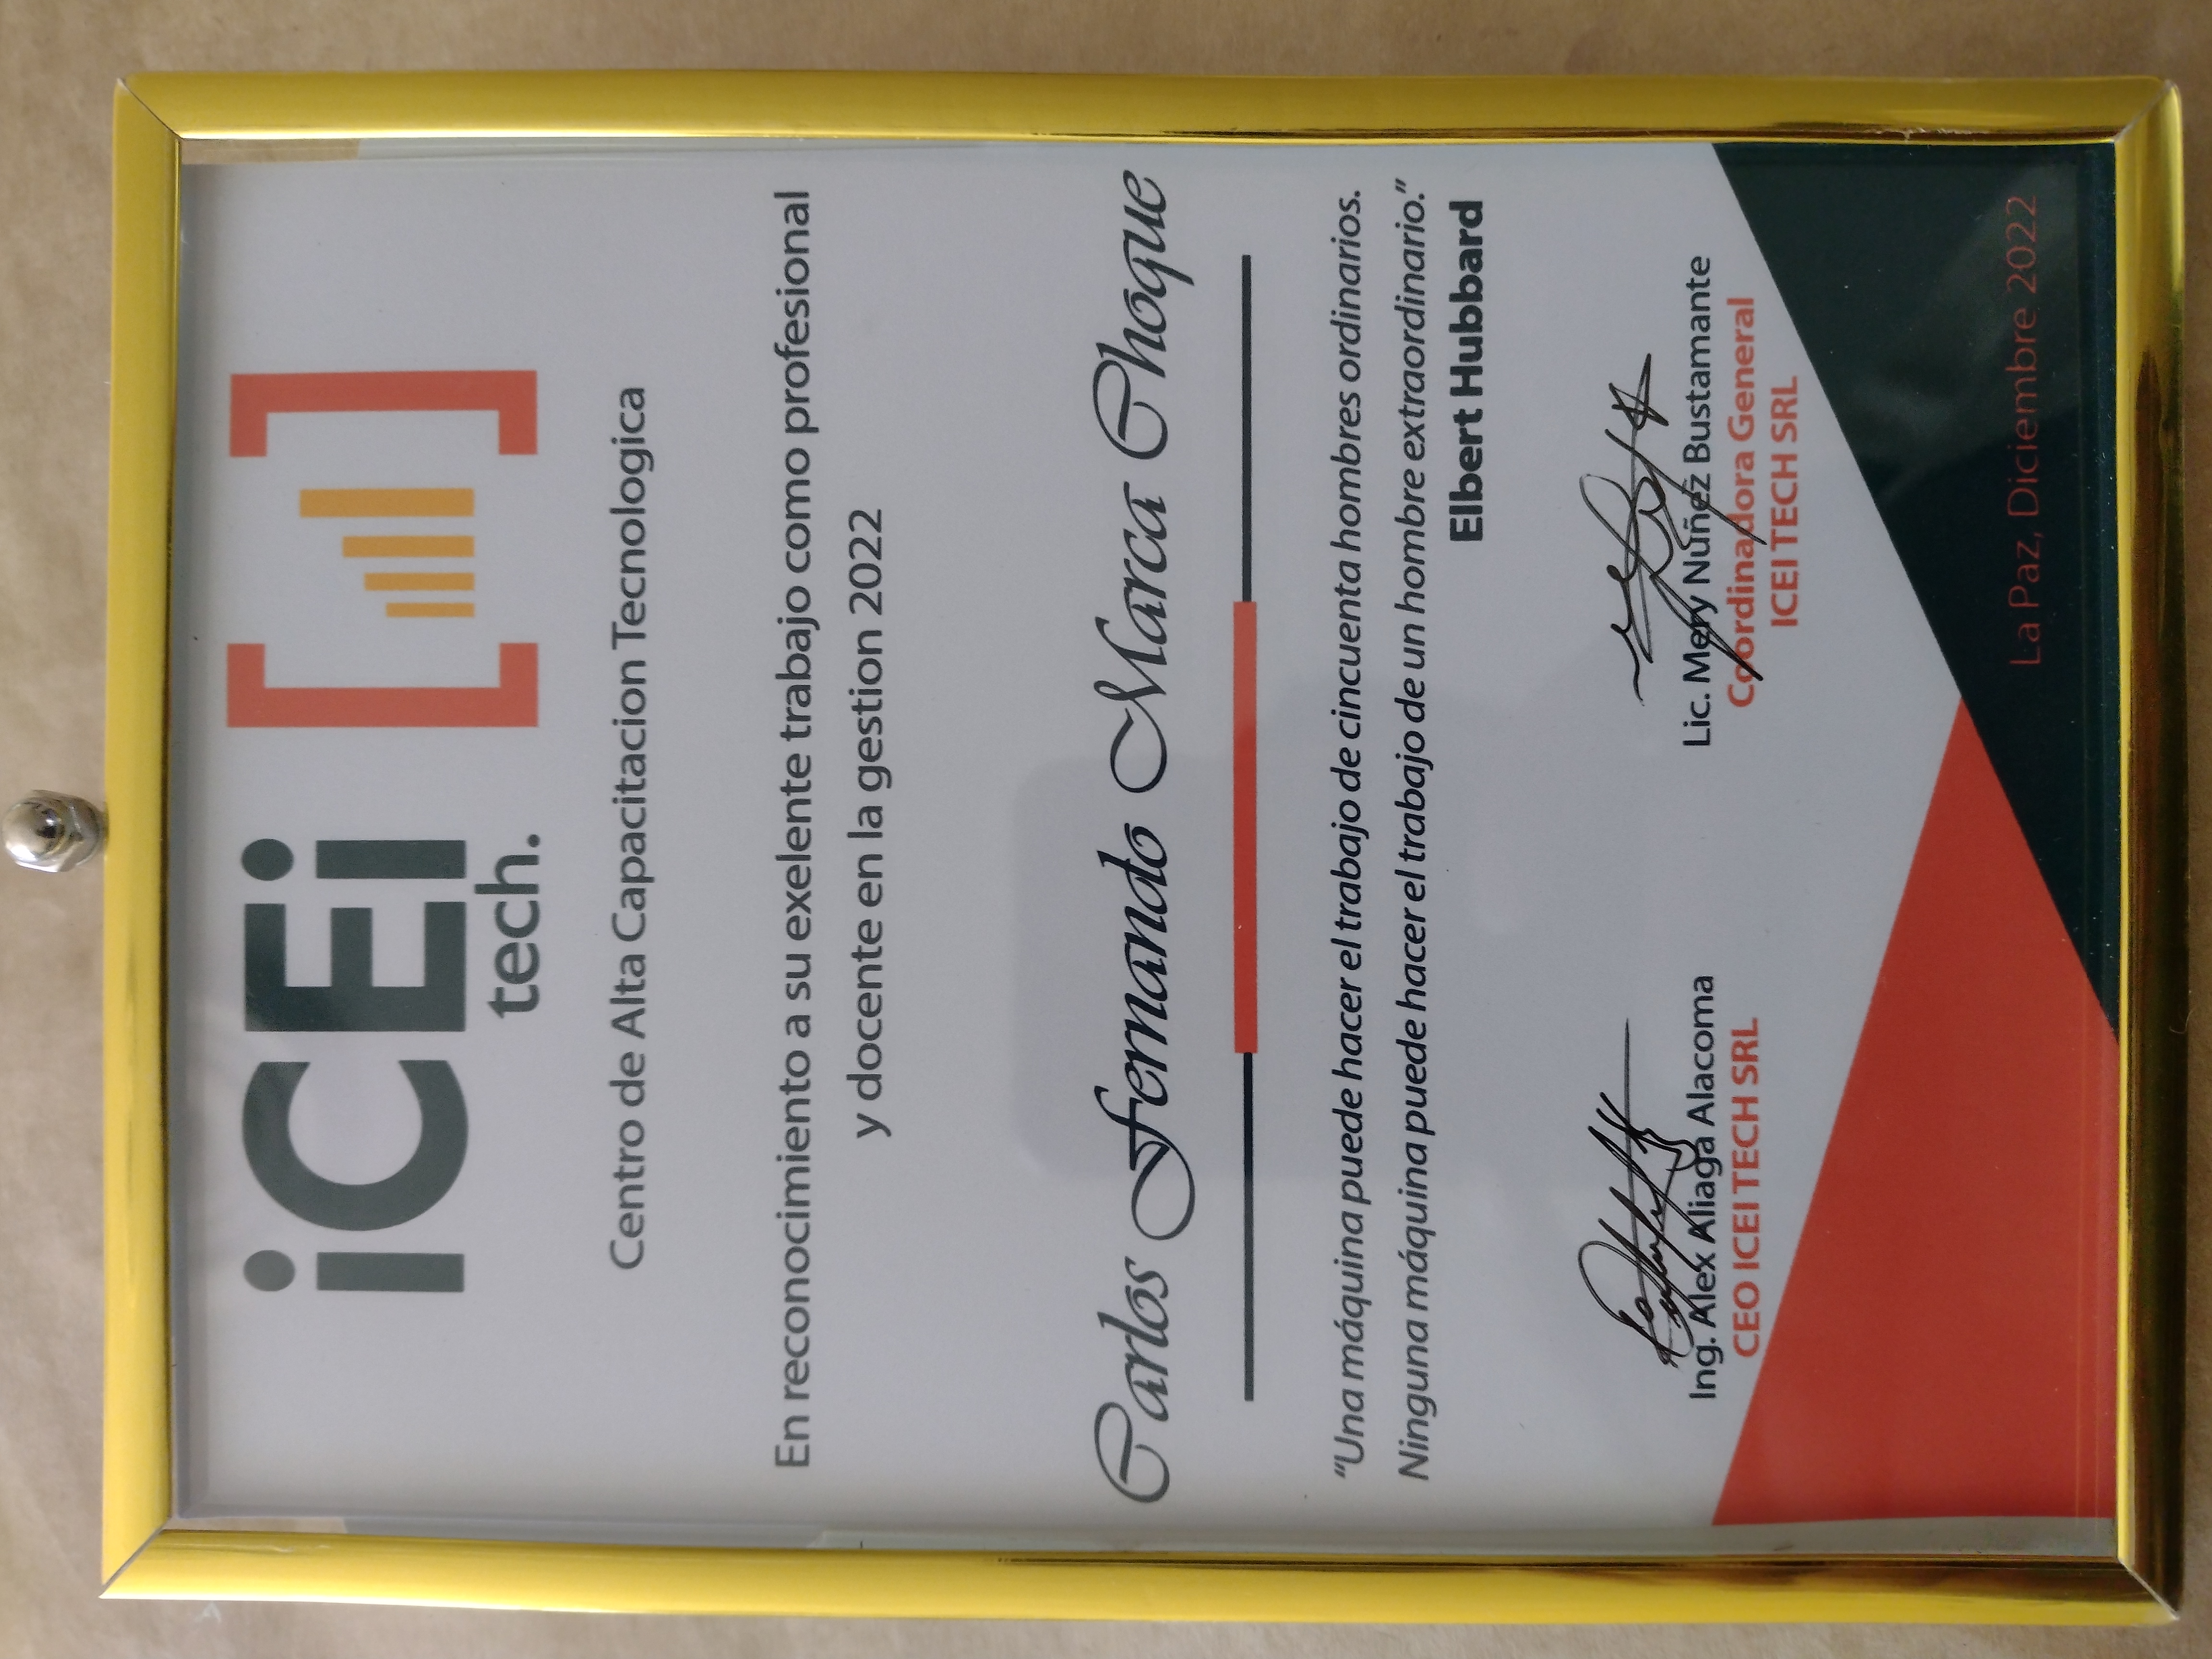 iCEi
tech.
Centro de Alta Capacitacion Tecnologica
En reconocimiento a su exelente trabajo como profesional
y docente en la gestion 2022
Carlos Fernando Marca Choque
“Una máquina puede hacer el trabajo de cincuenta hombres ordinarios.
Ninguna máquina puede hacer el trabajo de un hombre extraordinario.”
Elbert Hubbard
Ing. Alex Aliaga Alacoma
CEO ICEI TECH SRL
Lic. Mery Nuñez Bustamante
Coordinadora General
ICEI TECH SRL
La Paz, Diciembre 2022